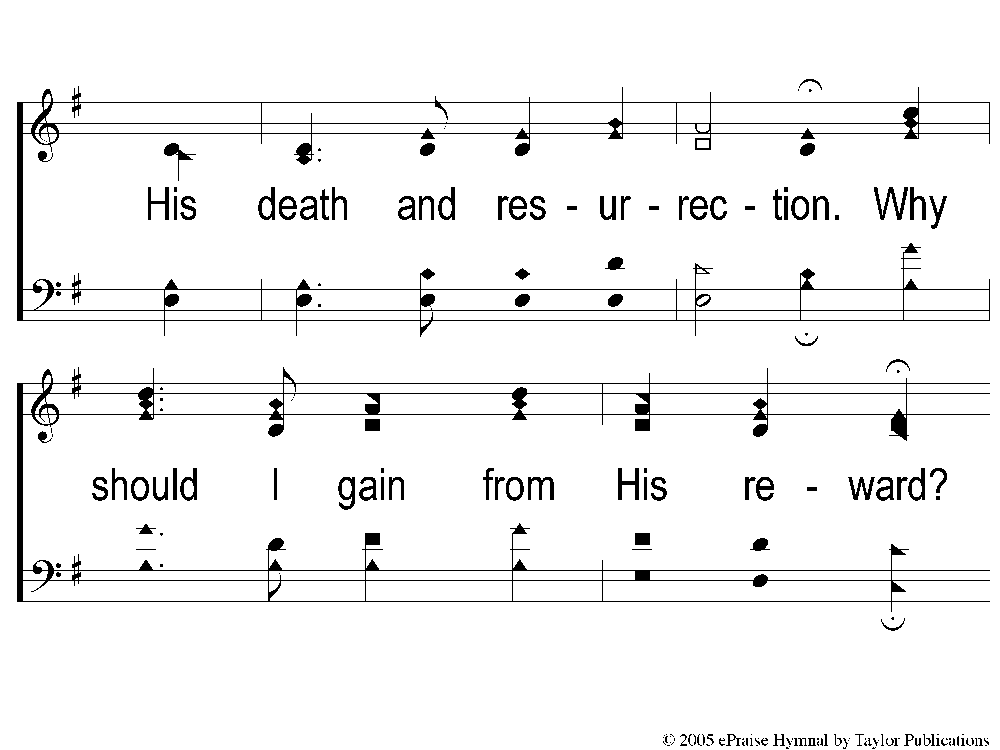 His death and res - ur - rec - tion. Why
should I gain from His re - ward?
© 2005 ePraise Hymnal by Taylor Publications